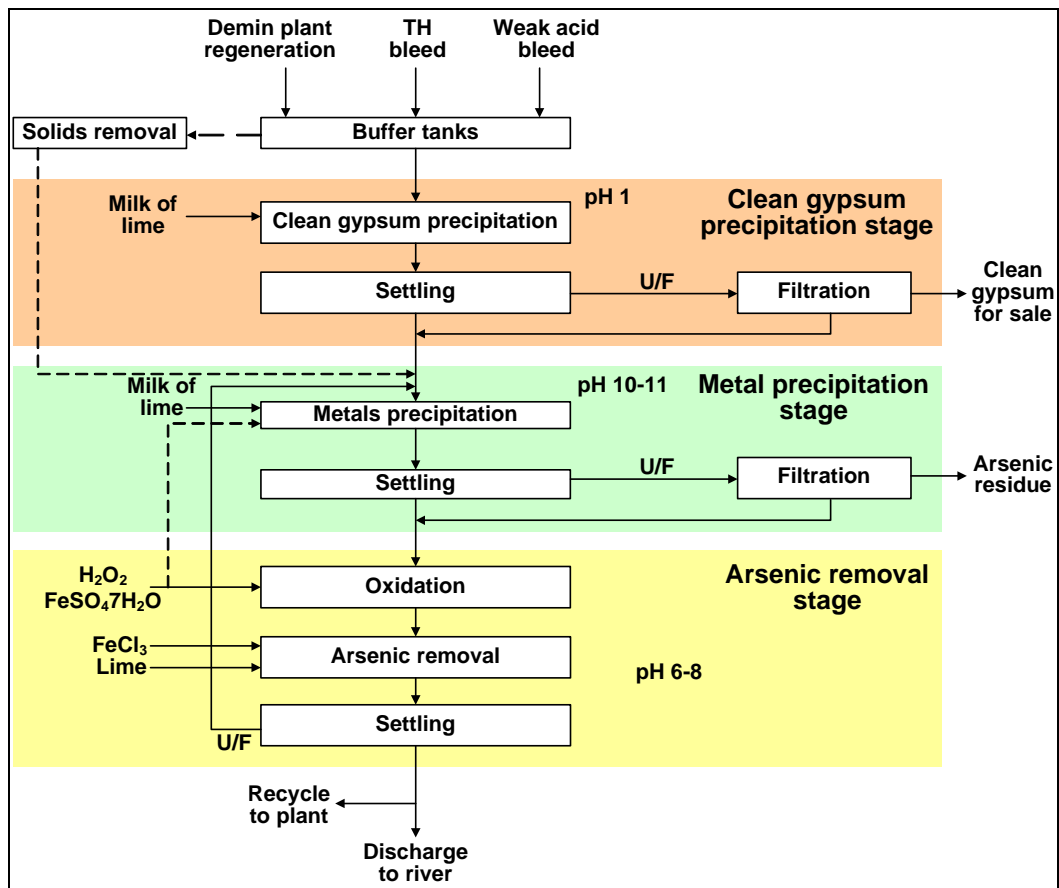 Demin plant
regeneration
TH
bleed
Weak acid
bleed
Solids removal
Buffer tanks
pH 1
Clean gypsum
precipitation stage
Milk of
lime
Clean gypsum precipitation
Settling
U/F
Filtration
Clean
gypsum
for sale
pH 10-11
Metal precipitation
stage
Milk of
lime
Metals precipitation
Settling
U/F
Filtration
Arsenic
residue
H₂O₂
FeSO₄7H₂O
Oxidation
Arsenic removal
stage
FeCl₃
Lime
Arsenic removal
pH 6-8
Settling
U/F
Recycle
to plant
Discharge
to river